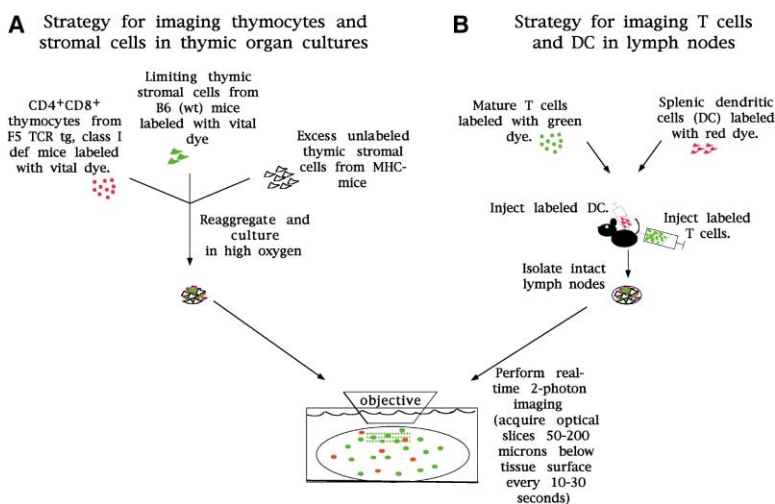 A Strategy for imaging thymocytes and
stromal cells in thymic organ cultures
CD4+CD8+
thymocytes from
F5 TCR tg, class I
def mice labeled
with vital dye.
Limiting thymic
stromal cells from
B6 (wt) mice
labeled with vital
dye
Excess unlabeled
thymic stromal
cells from MHC-
mice
Reaggregate and
culture
in high oxygen
B Strategy for imaging T cells
and DC in lymph nodes
Mature T cells
labeled with green
dye.
Splenic dendritic
cells (DC) labeled
with red dye.
Inject labeled DC.
Inject labeled
T cells.
Isolate intact
lymph nodes
objective
Perform real-
time 2-photon
imaging
(acquire optical
slices 50-200
microns below
tissue surface
every 10-30
seconds)